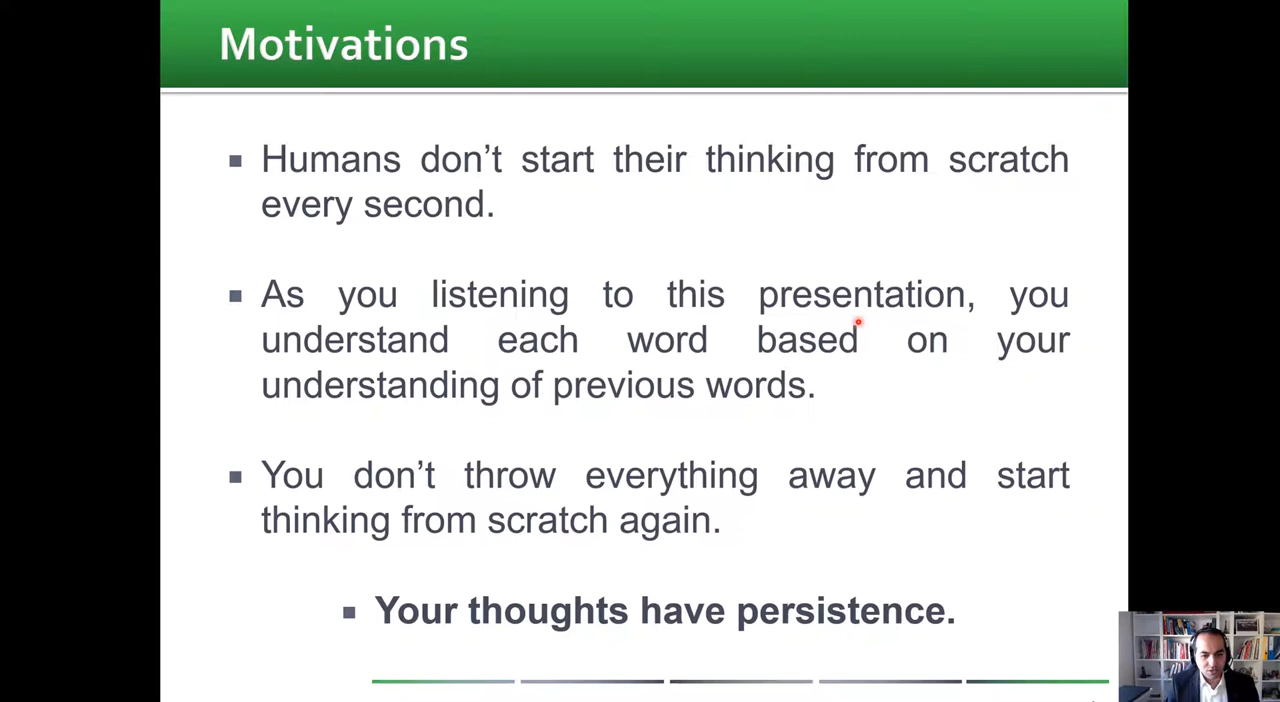 Motivations
Humans don’t start their thinking from scratch
every second.
As you listening to this presentation, you
understand each word based on your
understanding of previous words.
You don’t throw everything away and start
thinking from scratch again.
Your thoughts have persistence.